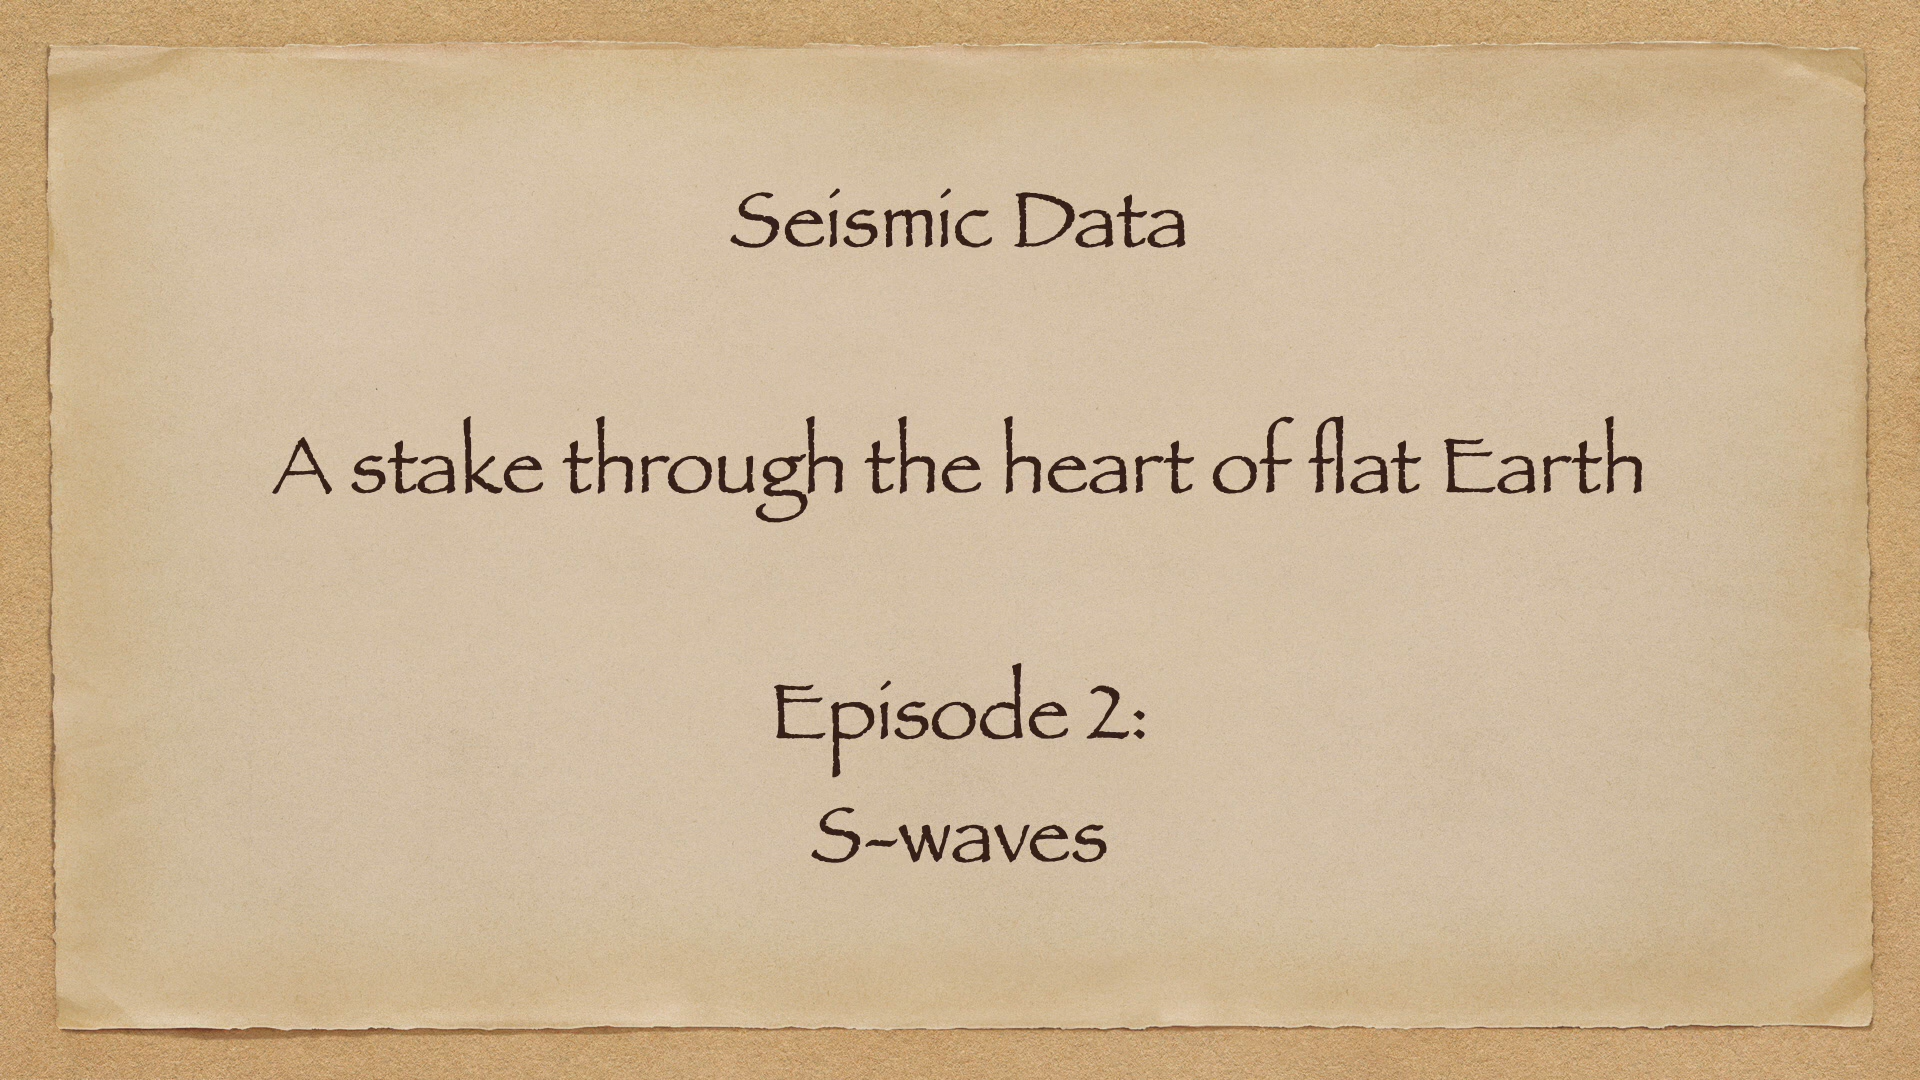 Seismic Data
A stake through the heart of flat Earth
Episode 2:
S-waves